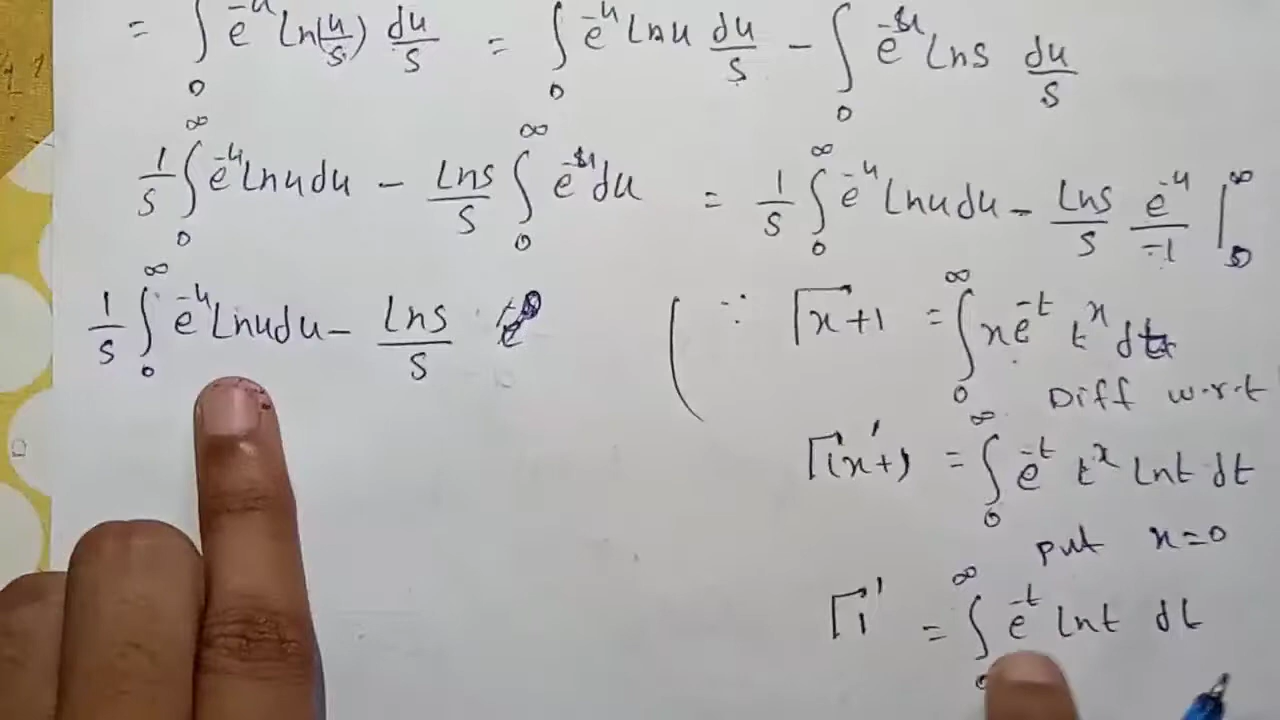 = ∫₀ e^{-u} ln(u/s) du/s = ∫₀ e^{-u} Ln u du/s − ∫₀ e^{-u} Ln s du/s
1/s ∫₀^∞ e^{-u} Ln u du − Ln s/s ∫₀^∞ e^{-u} du = 1/s ∫₀^∞ e^{-u} Ln u du − Ln s/s e^{-u}/-1 |₀^∞
1/s ∫₀^∞ e^{-u} Ln u du − Ln s/s
∵ Γx+1 = ∫₀^∞ x e^{-t} t^x dt
Diff w.r.t
Γ'(x+1) = ∫₀^∞ e^{-t} t^x Ln t dt
put x=0
Γ1' = ∫₀^∞ e^{-t} Ln t dt